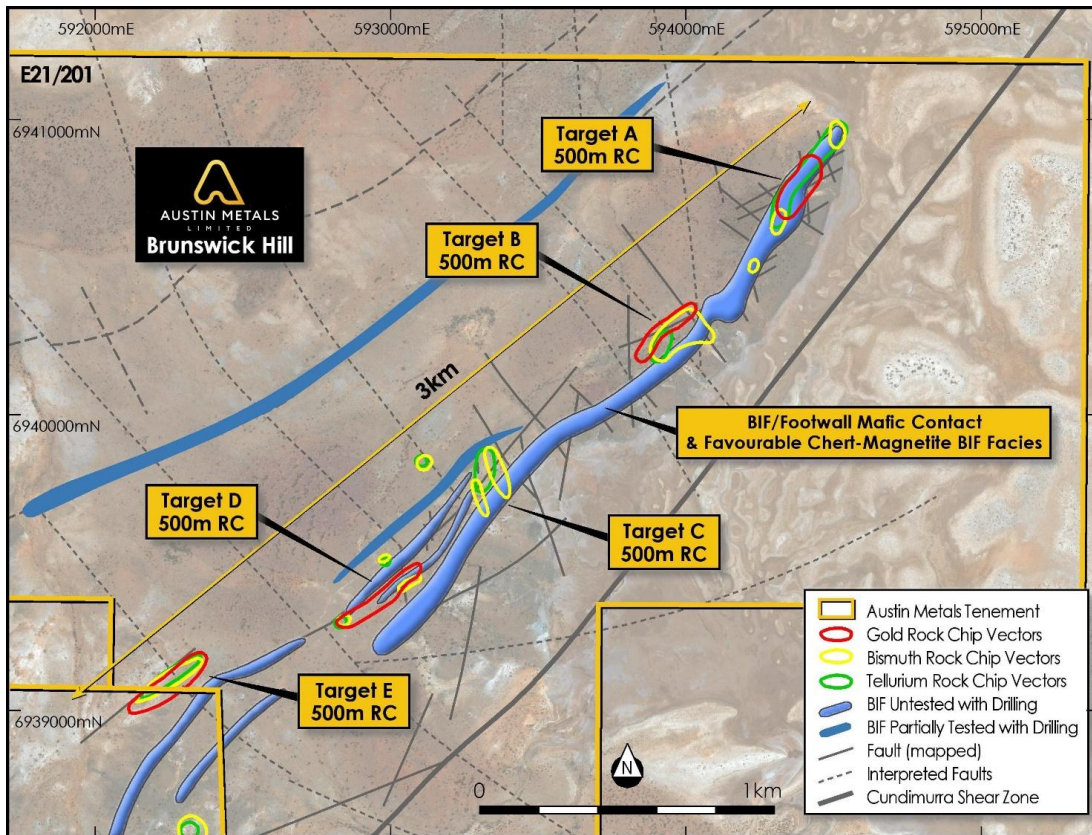 592000mE
593000mE
594000mE
595000mE
E21/201
6941000mN
AUSTIN METALS
LIMITED
Brunswick Hill
Target A
500m RC
Target B
500m RC
3km
6940000mN
BIF/Footwall Mafic Contact
& Favourable Chert-Magnetite BIF Facies
Target D
500m RC
Target C
500m RC
Target E
500m RC
6939000mN
N
0
1km
Austin Metals Tenement
Gold Rock Chip Vectors
Bismuth Rock Chip Vectors
Tellurium Rock Chip Vectors
BIF Untested with Drilling
BIF Partially Tested with Drilling
Fault (mapped)
Interpreted Faults
Cundimurra Shear Zone